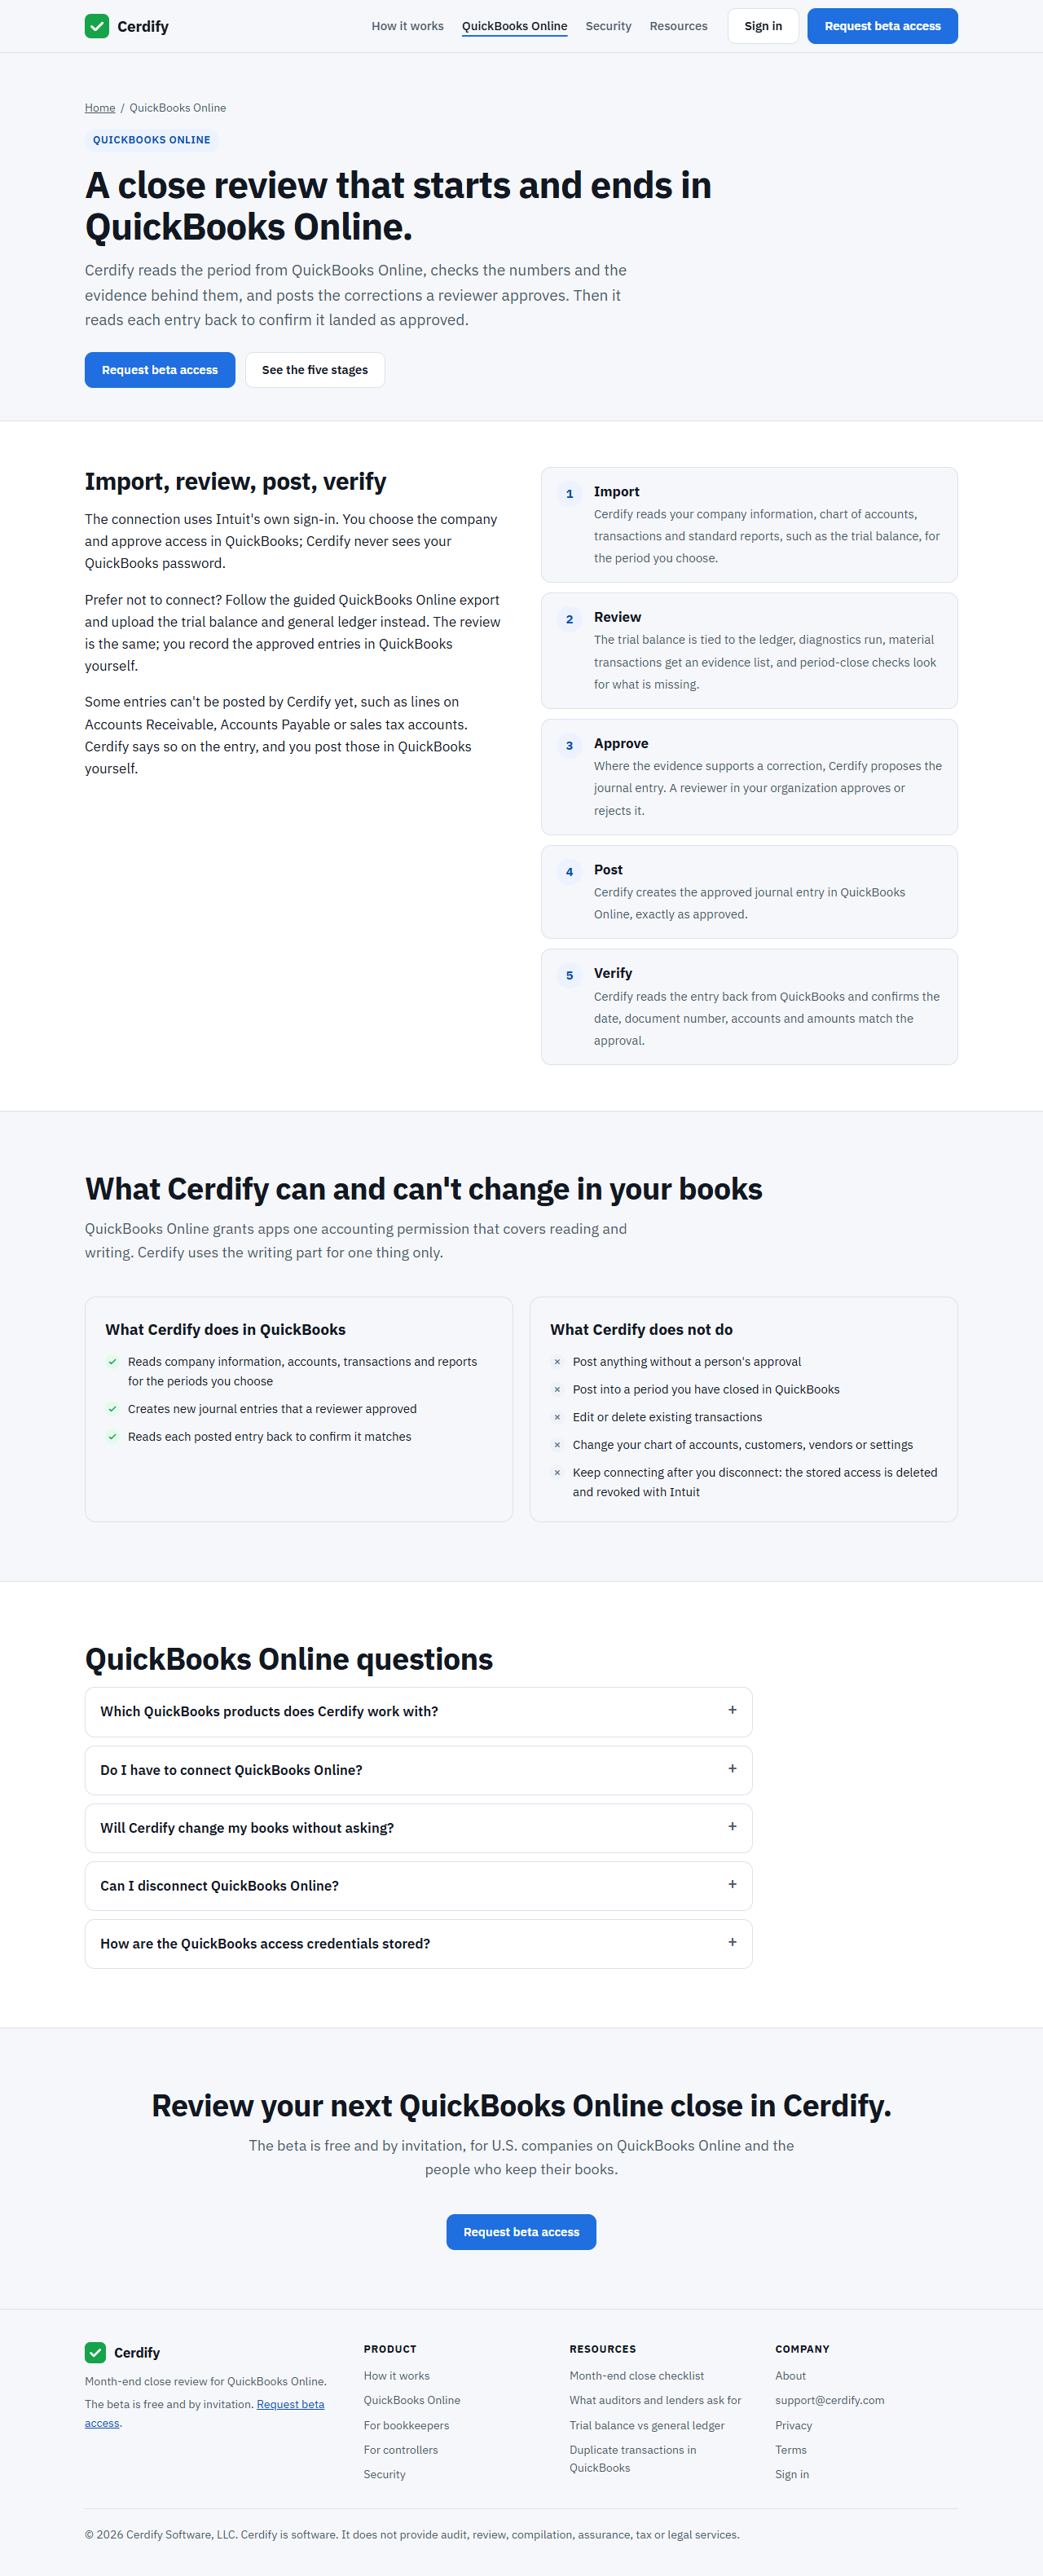 Cerdify
How it works
QuickBooks Online
Security
Resources
Sign in
Request beta access
Home / QuickBooks Online
QUICKBOOKS ONLINE
A close review that starts and ends in
QuickBooks Online.
Cerdify reads the period from QuickBooks Online, checks the numbers and the
evidence behind them, and posts the corrections a reviewer approves. Then it
reads each entry back to confirm it landed as approved.
Request beta access
See the five stages
Import, review, post, verify
The connection uses Intuit's own sign-in. You choose the company
and approve access in QuickBooks; Cerdify never sees your
QuickBooks password.
Prefer not to connect? Follow the guided QuickBooks Online export
and upload the trial balance and general ledger instead. The review
is the same; you record the approved entries in QuickBooks
yourself.
Some entries can't be posted by Cerdify yet, such as lines on
Accounts Receivable, Accounts Payable or sales tax accounts.
Cerdify says so on the entry, and you post those in QuickBooks
yourself.
1
Import
Cerdify reads your company information, chart of accounts,
transactions and standard reports, such as the trial balance, for
the period you choose.
2
Review
The trial balance is tied to the ledger, diagnostics run, material
transactions get an evidence list, and period-close checks look
for what is missing.
3
Approve
Where the evidence supports a correction, Cerdify proposes the
journal entry. A reviewer in your organization approves or
rejects it.
4
Post
Cerdify creates the approved journal entry in QuickBooks
Online, exactly as approved.
5
Verify
Cerdify reads the entry back from QuickBooks and confirms the
date, document number, accounts and amounts match the
approval.
What Cerdify can and can't change in your books
QuickBooks Online grants apps one accounting permission that covers reading and
writing. Cerdify uses the writing part for one thing only.
What Cerdify does in QuickBooks
Reads company information, accounts, transactions and reports
for the periods you choose
Creates new journal entries that a reviewer approved
Reads each posted entry back to confirm it matches
What Cerdify does not do
Post anything without a person's approval
Post into a period you have closed in QuickBooks
Edit or delete existing transactions
Change your chart of accounts, customers, vendors or settings
Keep connecting after you disconnect: the stored access is deleted
and revoked with Intuit
QuickBooks Online questions
Which QuickBooks products does Cerdify work with? +
Do I have to connect QuickBooks Online? +
Will Cerdify change my books without asking? +
Can I disconnect QuickBooks Online? +
How are the QuickBooks access credentials stored? +
Review your next QuickBooks Online close in Cerdify.
The beta is free and by invitation, for U.S. companies on QuickBooks Online and the
people who keep their books.
Request beta access
Cerdify
Month-end close review for QuickBooks Online.
The beta is free and by invitation. Request beta
access.
PRODUCT
How it works
QuickBooks Online
For bookkeepers
For controllers
Security
RESOURCES
Month-end close checklist
What auditors and lenders ask for
Trial balance vs general ledger
Duplicate transactions in
QuickBooks
COMPANY
About
support@cerdify.com
Privacy
Terms
Sign in
© 2026 Cerdify Software, LLC. Cerdify is software. It does not provide audit, review, compilation, assurance, tax or legal services.